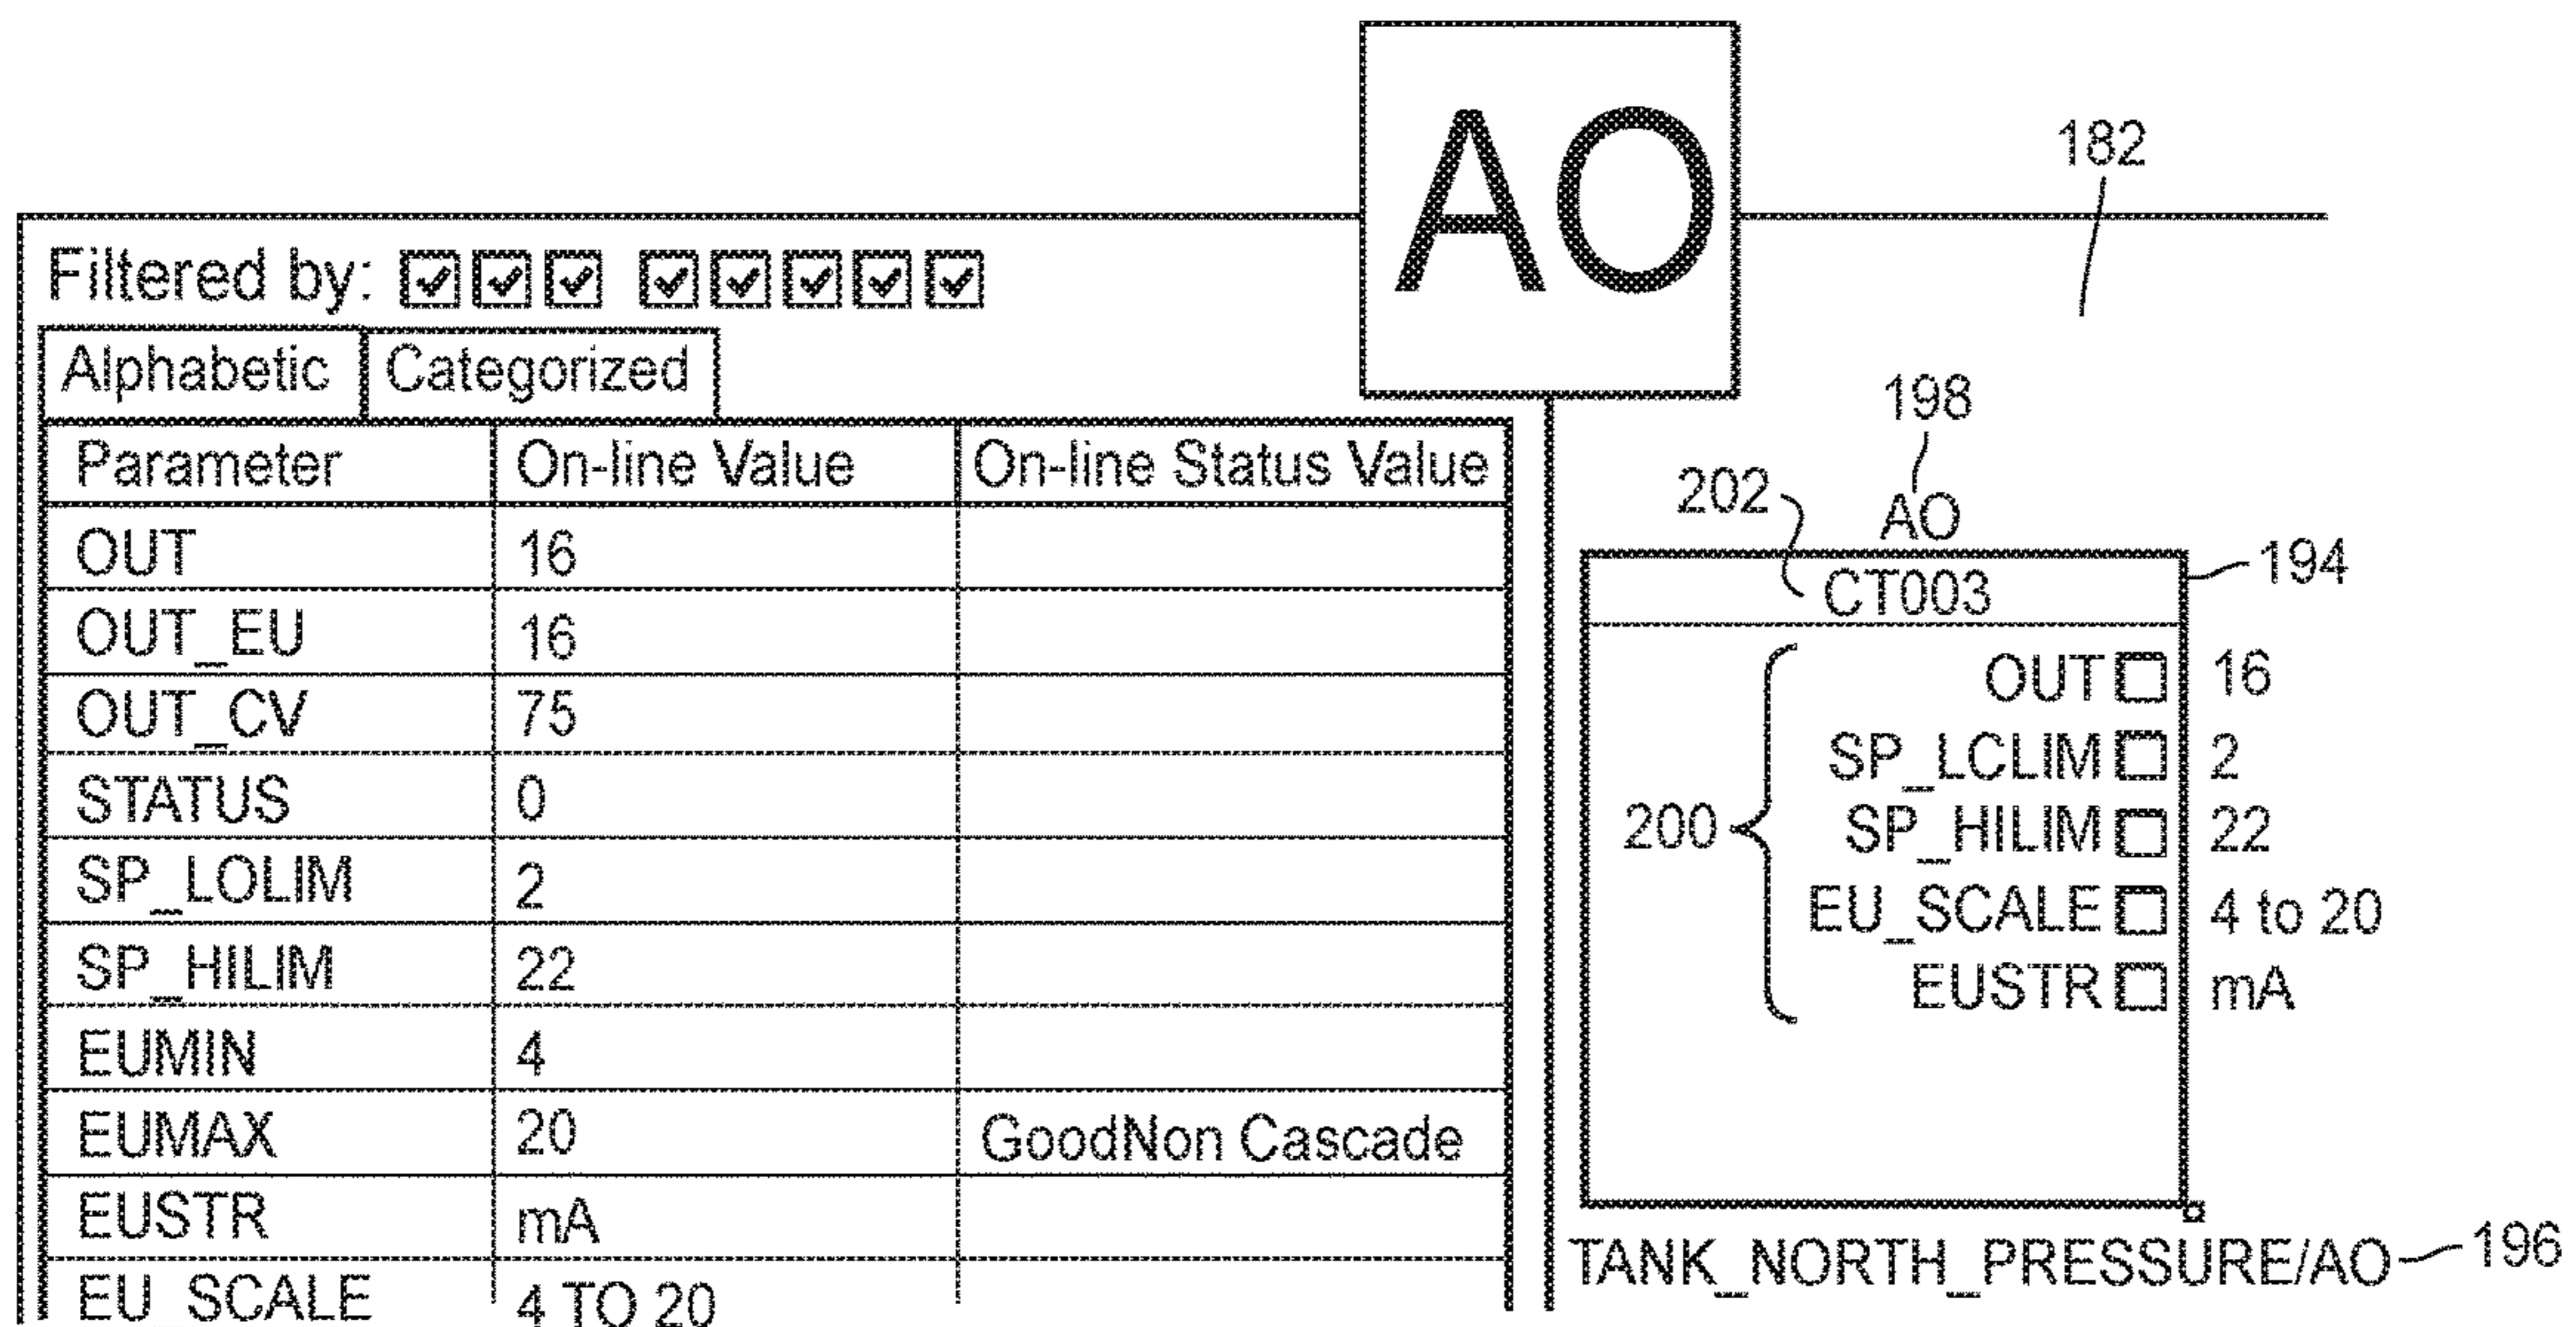 AO
182
Filtered by:
Alphabetic Categorized
Parameter On-line Value On-line Status Value
OUT 16
OUT_EU 16
OUT_CV 75
STATUS 0
SP_LOLIM 2
SP_HILIM 22
EUMIN 4
EUMAX 20 GoodNon Cascade
EUSTR mA
EU_SCALE 4 TO 20
198
202
AO
194
CT003
OUT 16
SP_LCLIM 2
200 SP_HILIM 22
EU_SCALE 4 to 20
EUSTR mA
TANK_NORTH_PRESSURE/AO 196